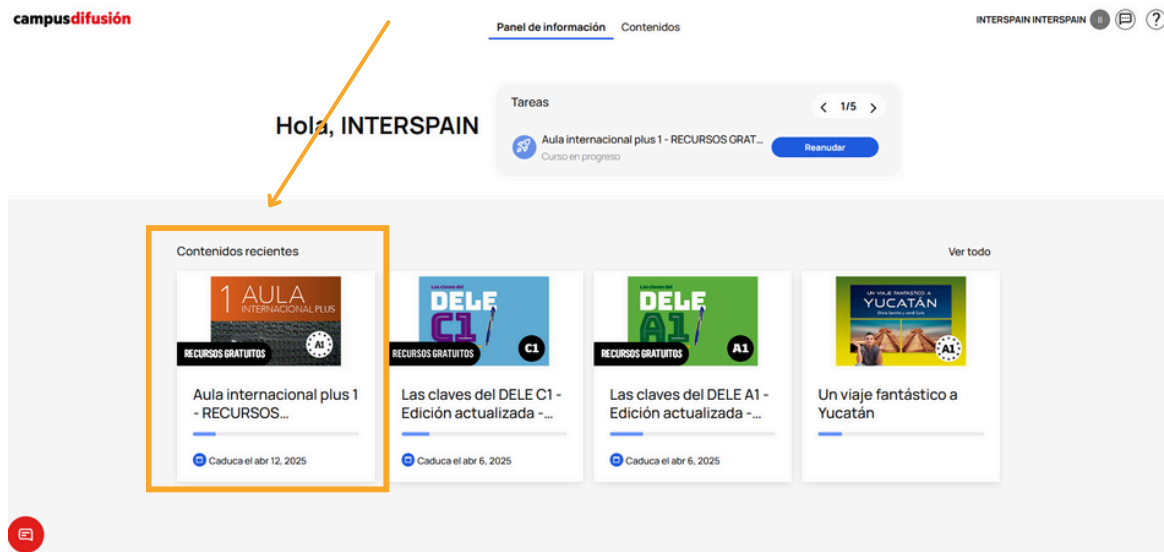 campusdifusión
Panel de información
Contenidos
INTERSPAIN INTERSPAIN
II
?
Hola, INTERSPAIN
Tareas
1/5
Aula internacional plus 1 - RECURSOS GRAT...
Curso en progreso
Reanudar
Contenidos recientes
Ver todo
1 AULA
INTERNACIONAL PLUS
A1
RECURSOS GRATUITOS
Aula internacional plus 1
- RECURSOS...
Caduca el abr 12, 2025
Las claves del
DELE
C1
C1
RECURSOS GRATUITOS
Las claves del DELE C1 -
Edición actualizada -...
Caduca el abr 6, 2025
Las claves del
DELE
A1
A1
RECURSOS GRATUITOS
Las claves del DELE A1 -
Edición actualizada -...
Caduca el abr 6, 2025
UN VIAJE FANTÁSTICO A
YUCATÁN
A1
Un viaje fantástico a
Yucatán